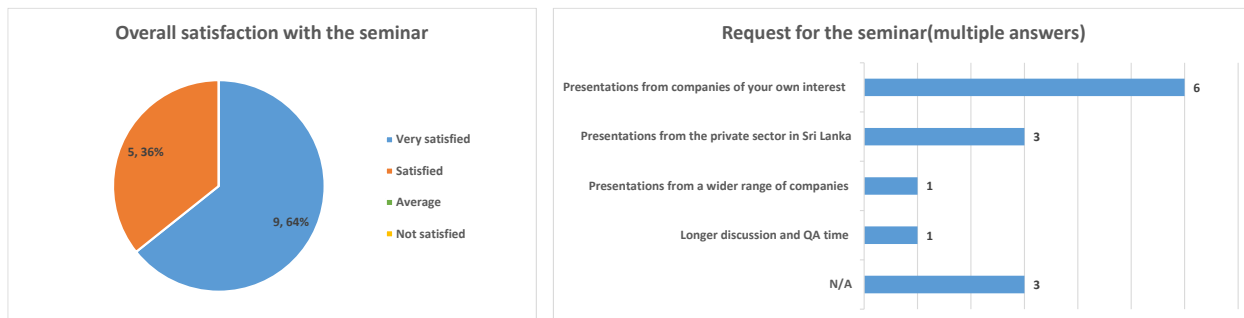 Overall satisfaction with the seminar
5, 36%
9, 64%
Very satisfied
Satisfied
Average
Not satisfied
Request for the seminar(multiple answers)
Presentations from companies of your own interest 6
Presentations from the private sector in Sri Lanka 3
Presentations from a wider range of companies 1
Longer discussion and QA time 1
N/A 3